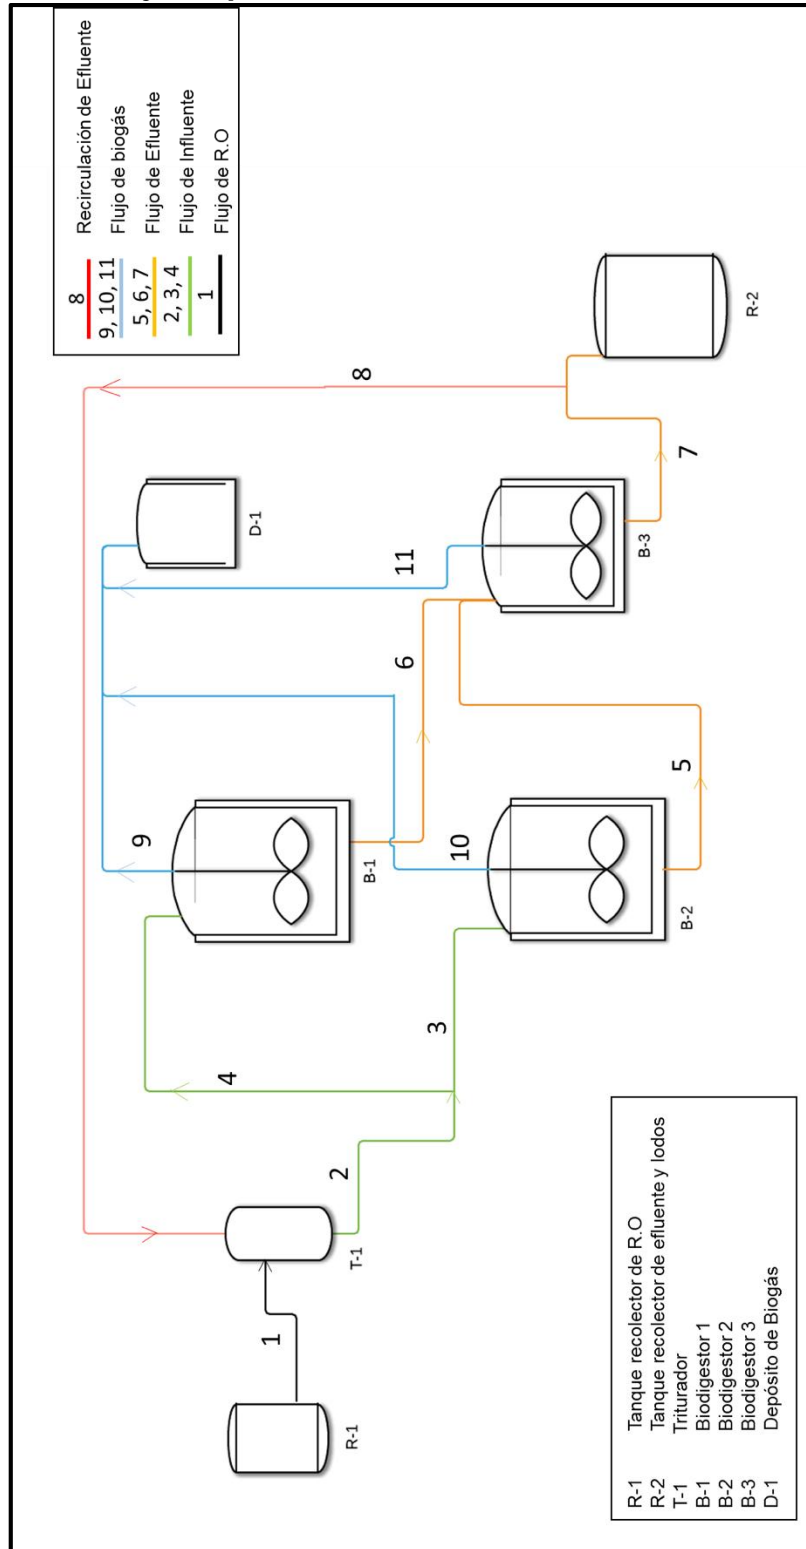 8 Recirculación de Efluente
9, 10, 11 Flujo de biogás
5, 6, 7 Flujo de Efluente
2, 3, 4 Flujo de Influente
1 Flujo de R.O
8
D-1
R-2
9
11
7
B-1
6
B-3
4
10
5
3
B-2
2
T-1
1
R-1
R-1 Tanque recolector de R.O
R-2 Tanque recolector de efluente y lodos
T-1 Triturador
B-1 Biodigestor 1
B-2 Biodigestor 2
B-3 Biodigestor 3
D-1 Depósito de Biogás